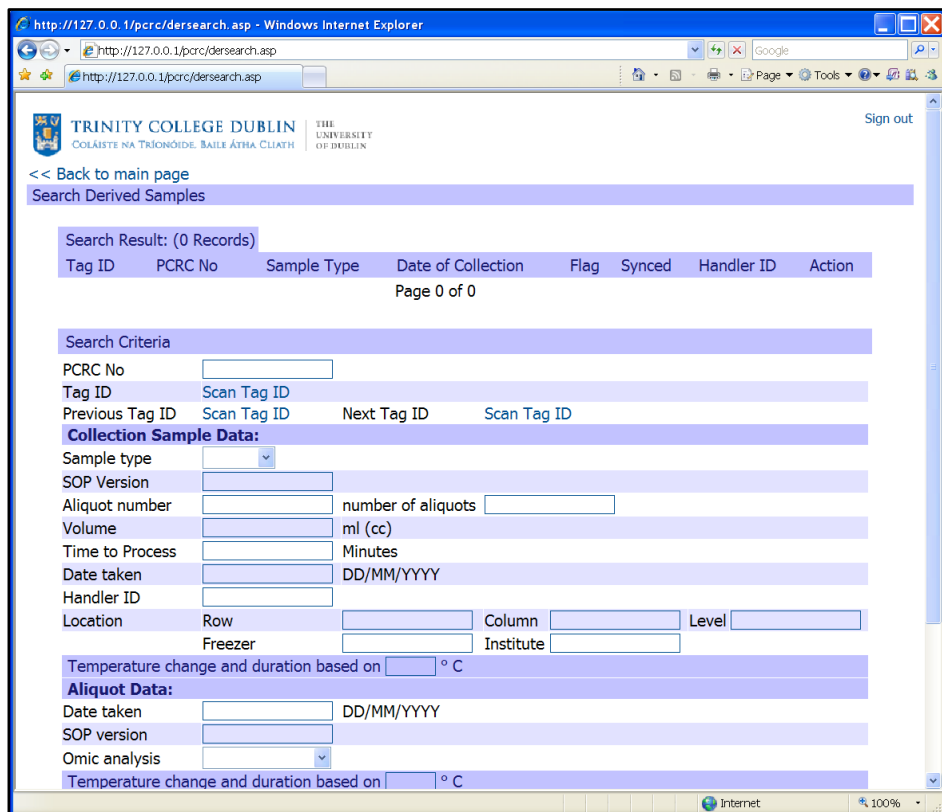 http://127.0.0.1/pcrc/dersearch.asp - Windows Internet Explorer
http://127.0.0.1/pcrc/dersearch.asp Google
http://127.0.0.1/pcrc/dersearch.asp Page Tools
TRINITY COLLEGE DUBLIN THE UNIVERSITY OF DUBLIN Sign out
COLÁISTE NA TRÍONÓIDE, BAILE ÁTHA CLIATH
<< Back to main page
Search Derived Samples
Search Result: (0 Records)
Tag ID PCRC No Sample Type Date of Collection Flag Synced Handler ID Action
Page 0 of 0
Search Criteria
PCRC No
Tag ID Scan Tag ID
Previous Tag ID Scan Tag ID Next Tag ID Scan Tag ID
Collection Sample Data:
Sample type
SOP Version
Aliquot number number of aliquots
Volume ml (cc)
Time to Process Minutes
Date taken DD/MM/YYYY
Handler ID
Location Row Column Level
Freezer Institute
Temperature change and duration based on ° C
Aliquot Data:
Date taken DD/MM/YYYY
SOP version
Omic analysis
Temperature change and duration based on ° C
Internet 100%